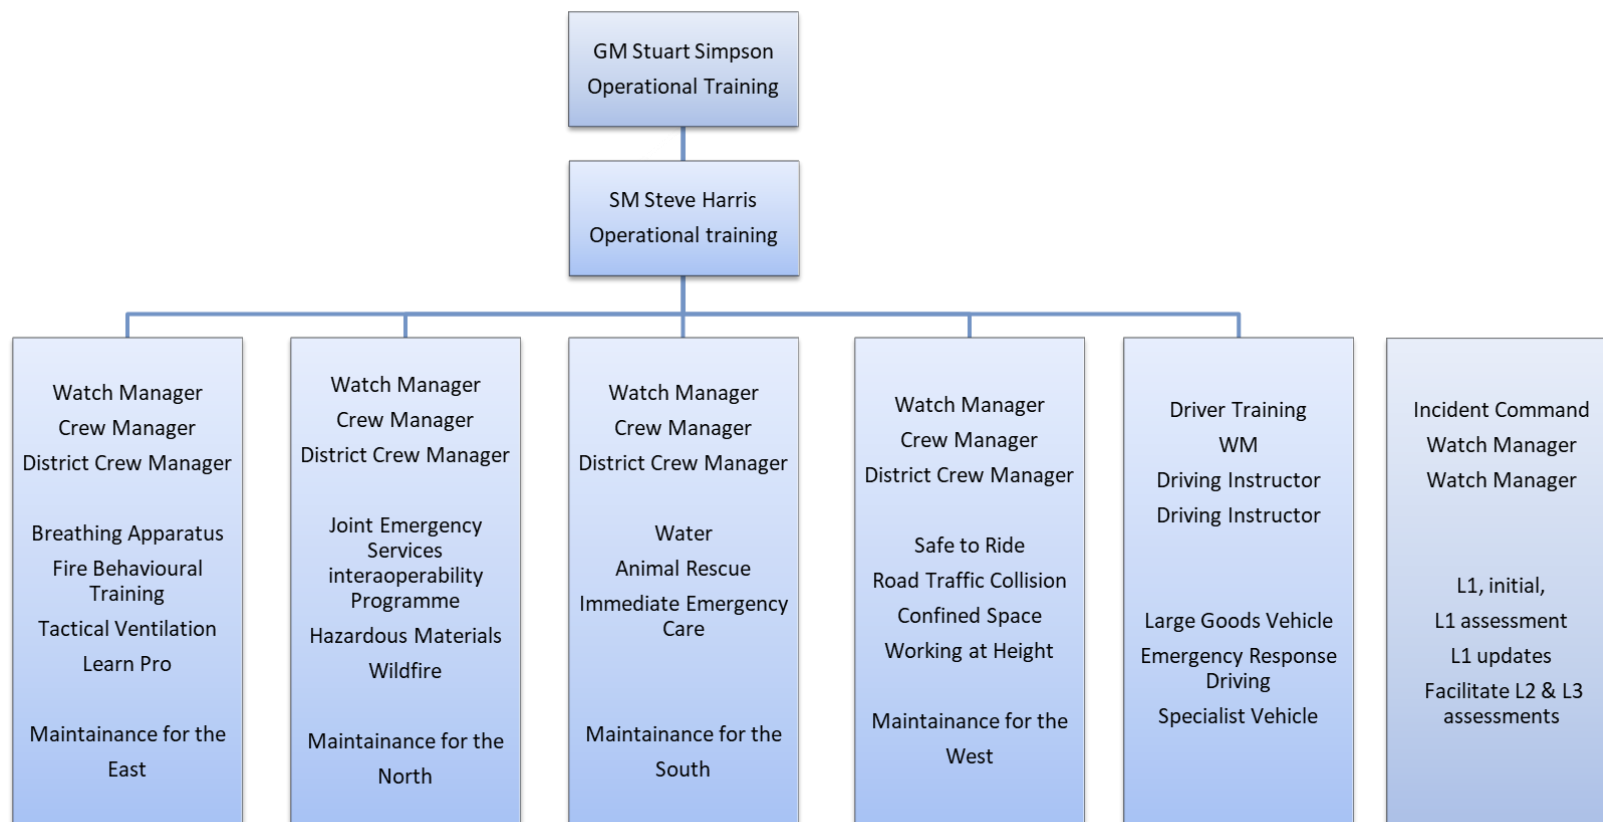 GM Stuart Simpson
Operational Training
SM Steve Harris
Operational training
Watch Manager
Crew Manager
District Crew Manager
Breathing Apparatus
Fire Behavioural
Training
Tactical Ventilation
Learn Pro
Maintainance for the
East
Watch Manager
Crew Manager
District Crew Manager
Joint Emergency
Services
interaoperability
Programme
Hazardous Materials
Wildfire
Maintainance for the
North
Watch Manager
Crew Manager
District Crew Manager
Water
Animal Rescue
Immediate Emergency
Care
Maintainance for the
South
Watch Manager
Crew Manager
District Crew Manager
Safe to Ride
Road Traffic Collision
Confined Space
Working at Height
Maintainance for the
West
Driver Training
WM
Driving Instructor
Driving Instructor
Large Goods Vehicle
Emergency Response
Driving
Specialist Vehicle
Incident Command
Watch Manager
Watch Manager
L1, initial,
L1 assessment
L1 updates
Facilitate L2 & L3
assessments